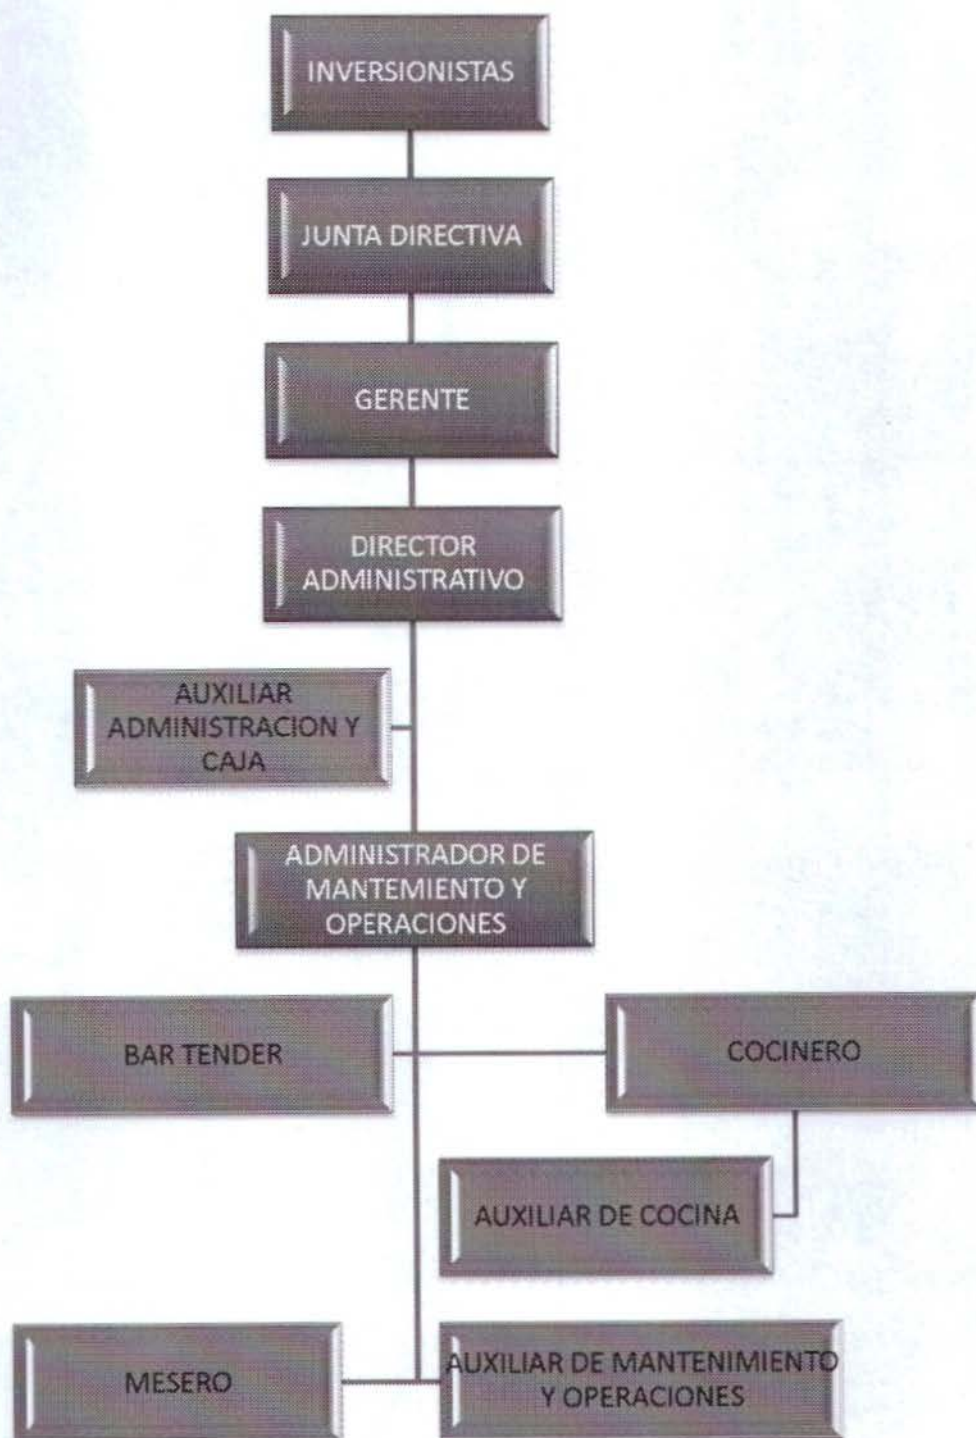 INVERSIONISTAS
JUNTA DIRECTIVA
GERENTE
DIRECTOR
ADMINISTRATIVO
AUXILIAR
ADMINISTRACION Y
CAJA
ADMINISTRADOR DE
MANTEMIENTO Y
OPERACIONES
BAR TENDER
COCINERO
AUXILIAR DE COCINA
MESERO
AUXILIAR DE MANTENIMIENTO
Y OPERACIONES